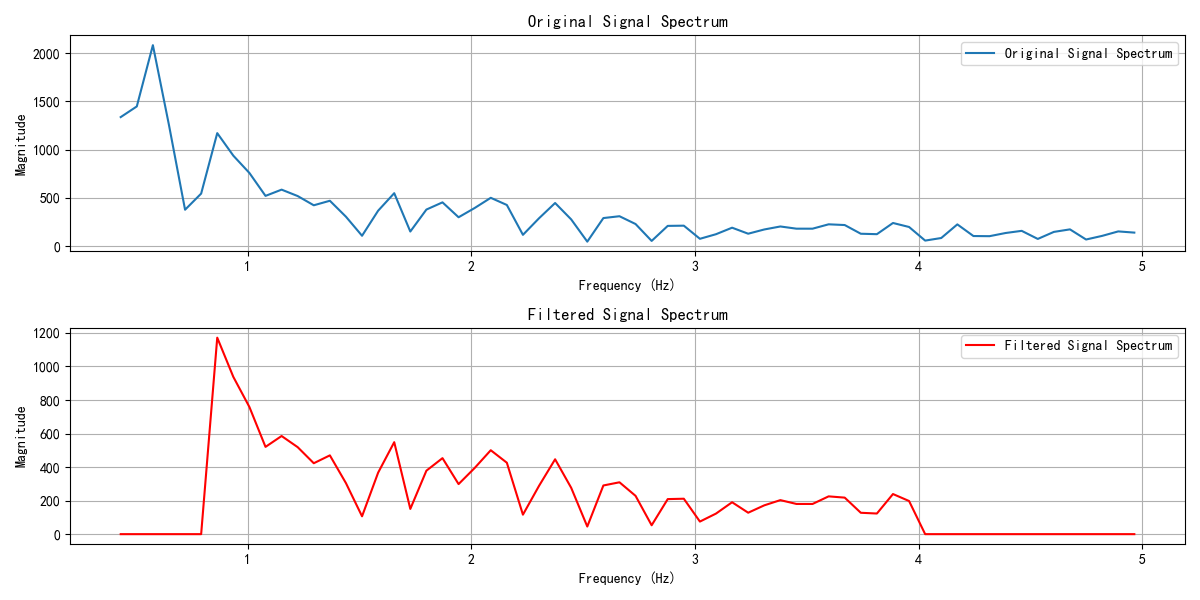 Original Signal Spectrum
Original Signal Spectrum
Magnitude
2000
1500
1000
500
0
1 2 3 4 5
Frequency (Hz)
Filtered Signal Spectrum
Filtered Signal Spectrum
Magnitude
1200
1000
800
600
400
200
0
1 2 3 4 5
Frequency (Hz)